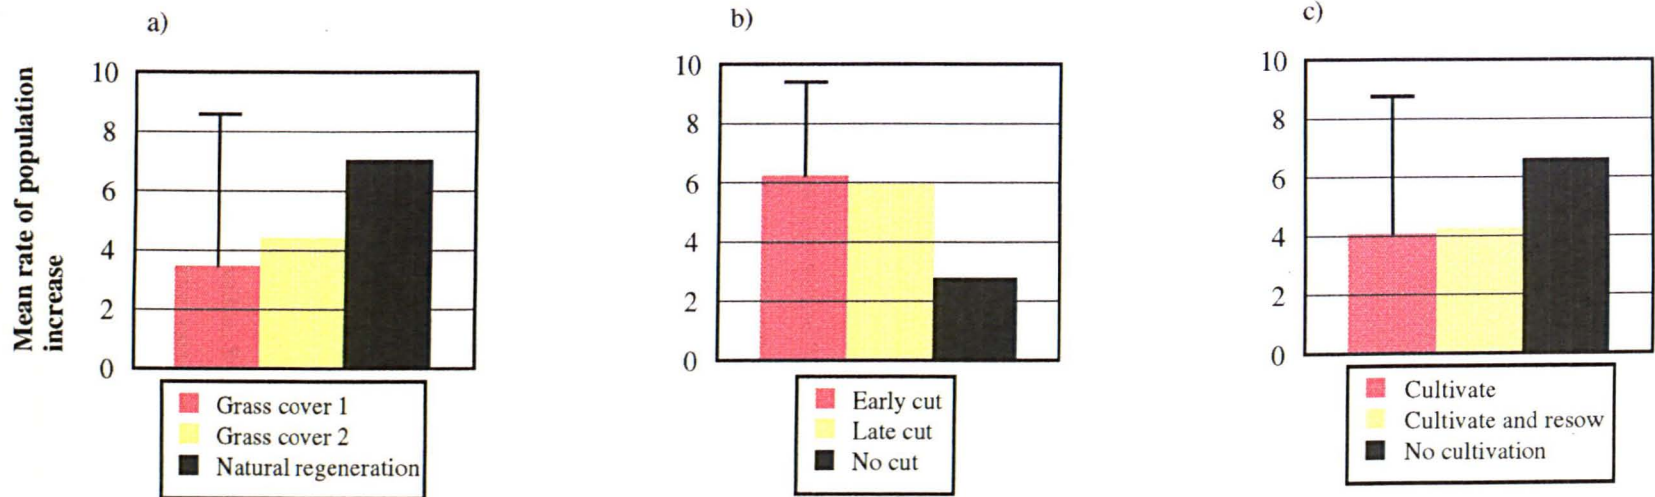 a)
Mean rate of population
increase
10
8
6
4
2
0
Grass cover 1
Grass cover 2
Natural regeneration
b)
10
8
6
4
2
0
Early cut
Late cut
No cut
c)
10
8
6
4
2
0
Cultivate
Cultivate and resow
No cultivation